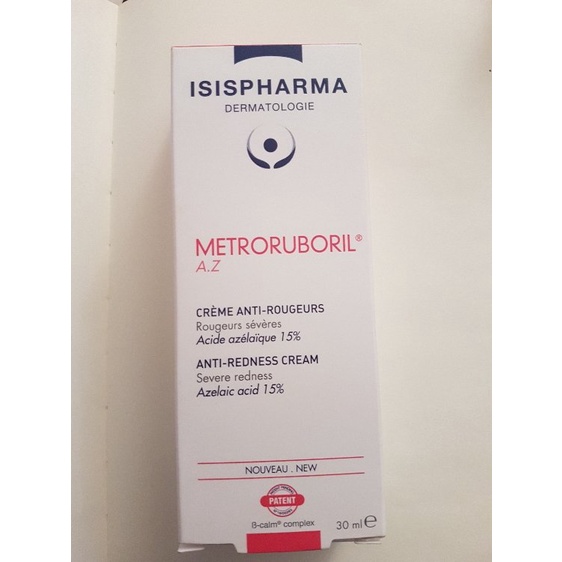 ISISPHARMA
DERMATOLOGIE
METRORUBORIL®
A.Z
CRÈME ANTI-ROUGEURS
Rougeurs sévères
Acide azélaïque 15%
ANTI-REDNESS CREAM
Severe redness
Azelaic acid 15%
NOUVEAU . NEW
PATENT
ß-calm® complex
30 ml ℮